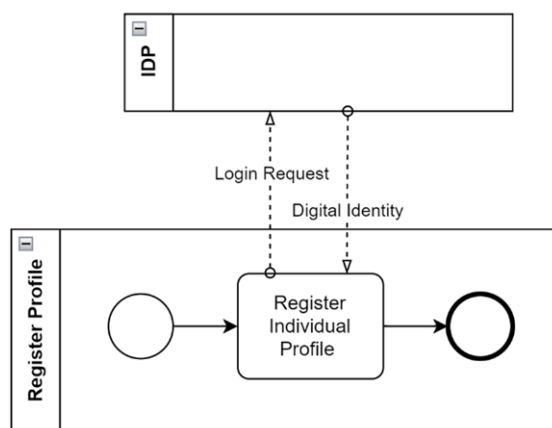 IDP
Login Request
Digital Identity
Register Profile
Register
Individual
Profile